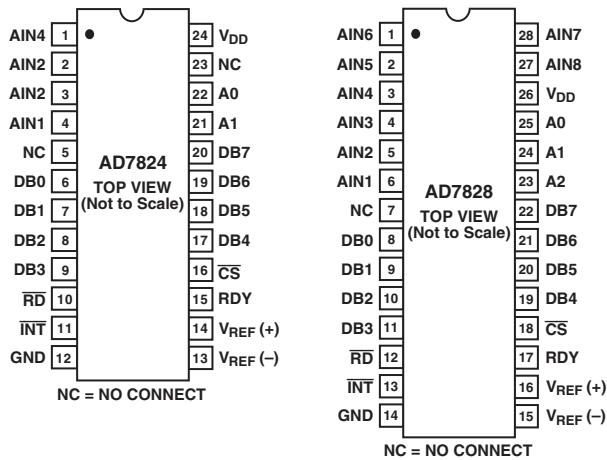 AIN4 1 24 VDD
AIN2 2 23 NC
AIN2 3 22 A0
AIN1 4 21 A1
NC 5 20 DB7
DB0 6 19 DB6
DB1 7 18 DB5
DB2 8 17 DB4
DB3 9 16 C̅S̅
R̅D̅ 10 15 RDY
I̅N̅T̅ 11 14 VREF (+)
GND 12 13 VREF (–)
AD7824
TOP VIEW
(Not to Scale)
NC = NO CONNECT
AIN6 1 28 AIN7
AIN5 2 27 AIN8
AIN4 3 26 VDD
AIN3 4 25 A0
AIN2 5 24 A1
AIN1 6 23 A2
NC 7 22 DB7
DB0 8 21 DB6
DB1 9 20 DB5
DB2 10 19 DB4
DB3 11 18 C̅S̅
R̅D̅ 12 17 RDY
I̅N̅T̅ 13 16 VREF (+)
GND 14 15 VREF (–)
AD7828
TOP VIEW
(Not to Scale)
NC = NO CONNECT